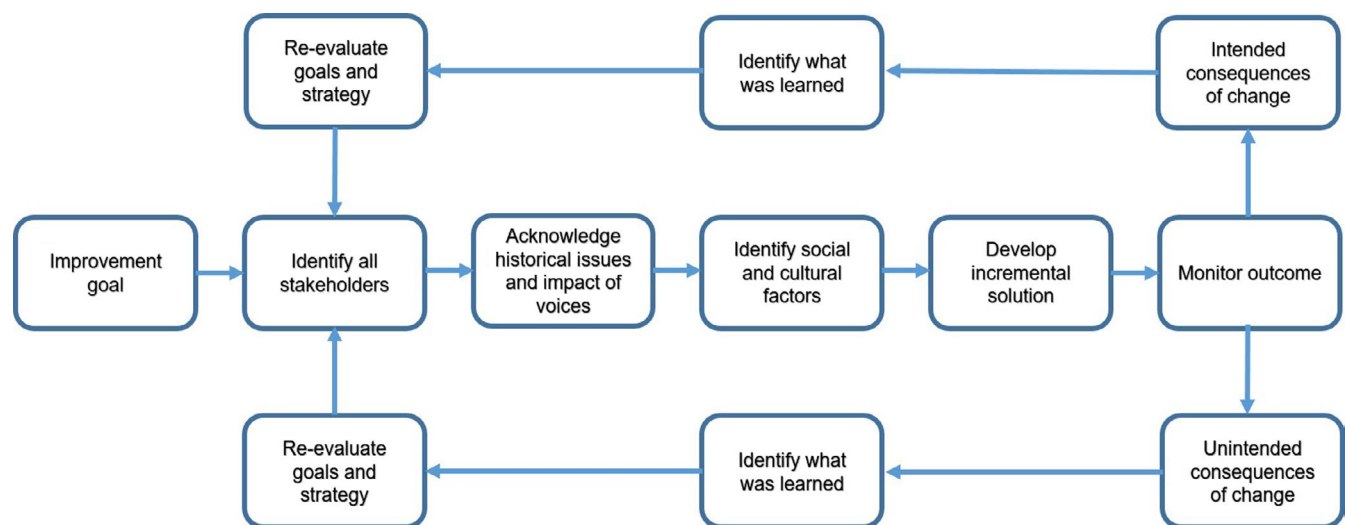 Re-evaluate
goals and
strategy
Identify what
was learned
Intended
consequences
of change
Improvement
goal
Identify all
stakeholders
Acknowledge
historical issues
and impact of
voices
Identify social
and cultural
factors
Develop
incremental
solution
Monitor outcome
Re-evaluate
goals and
strategy
Identify what
was learned
Unintended
consequences
of change